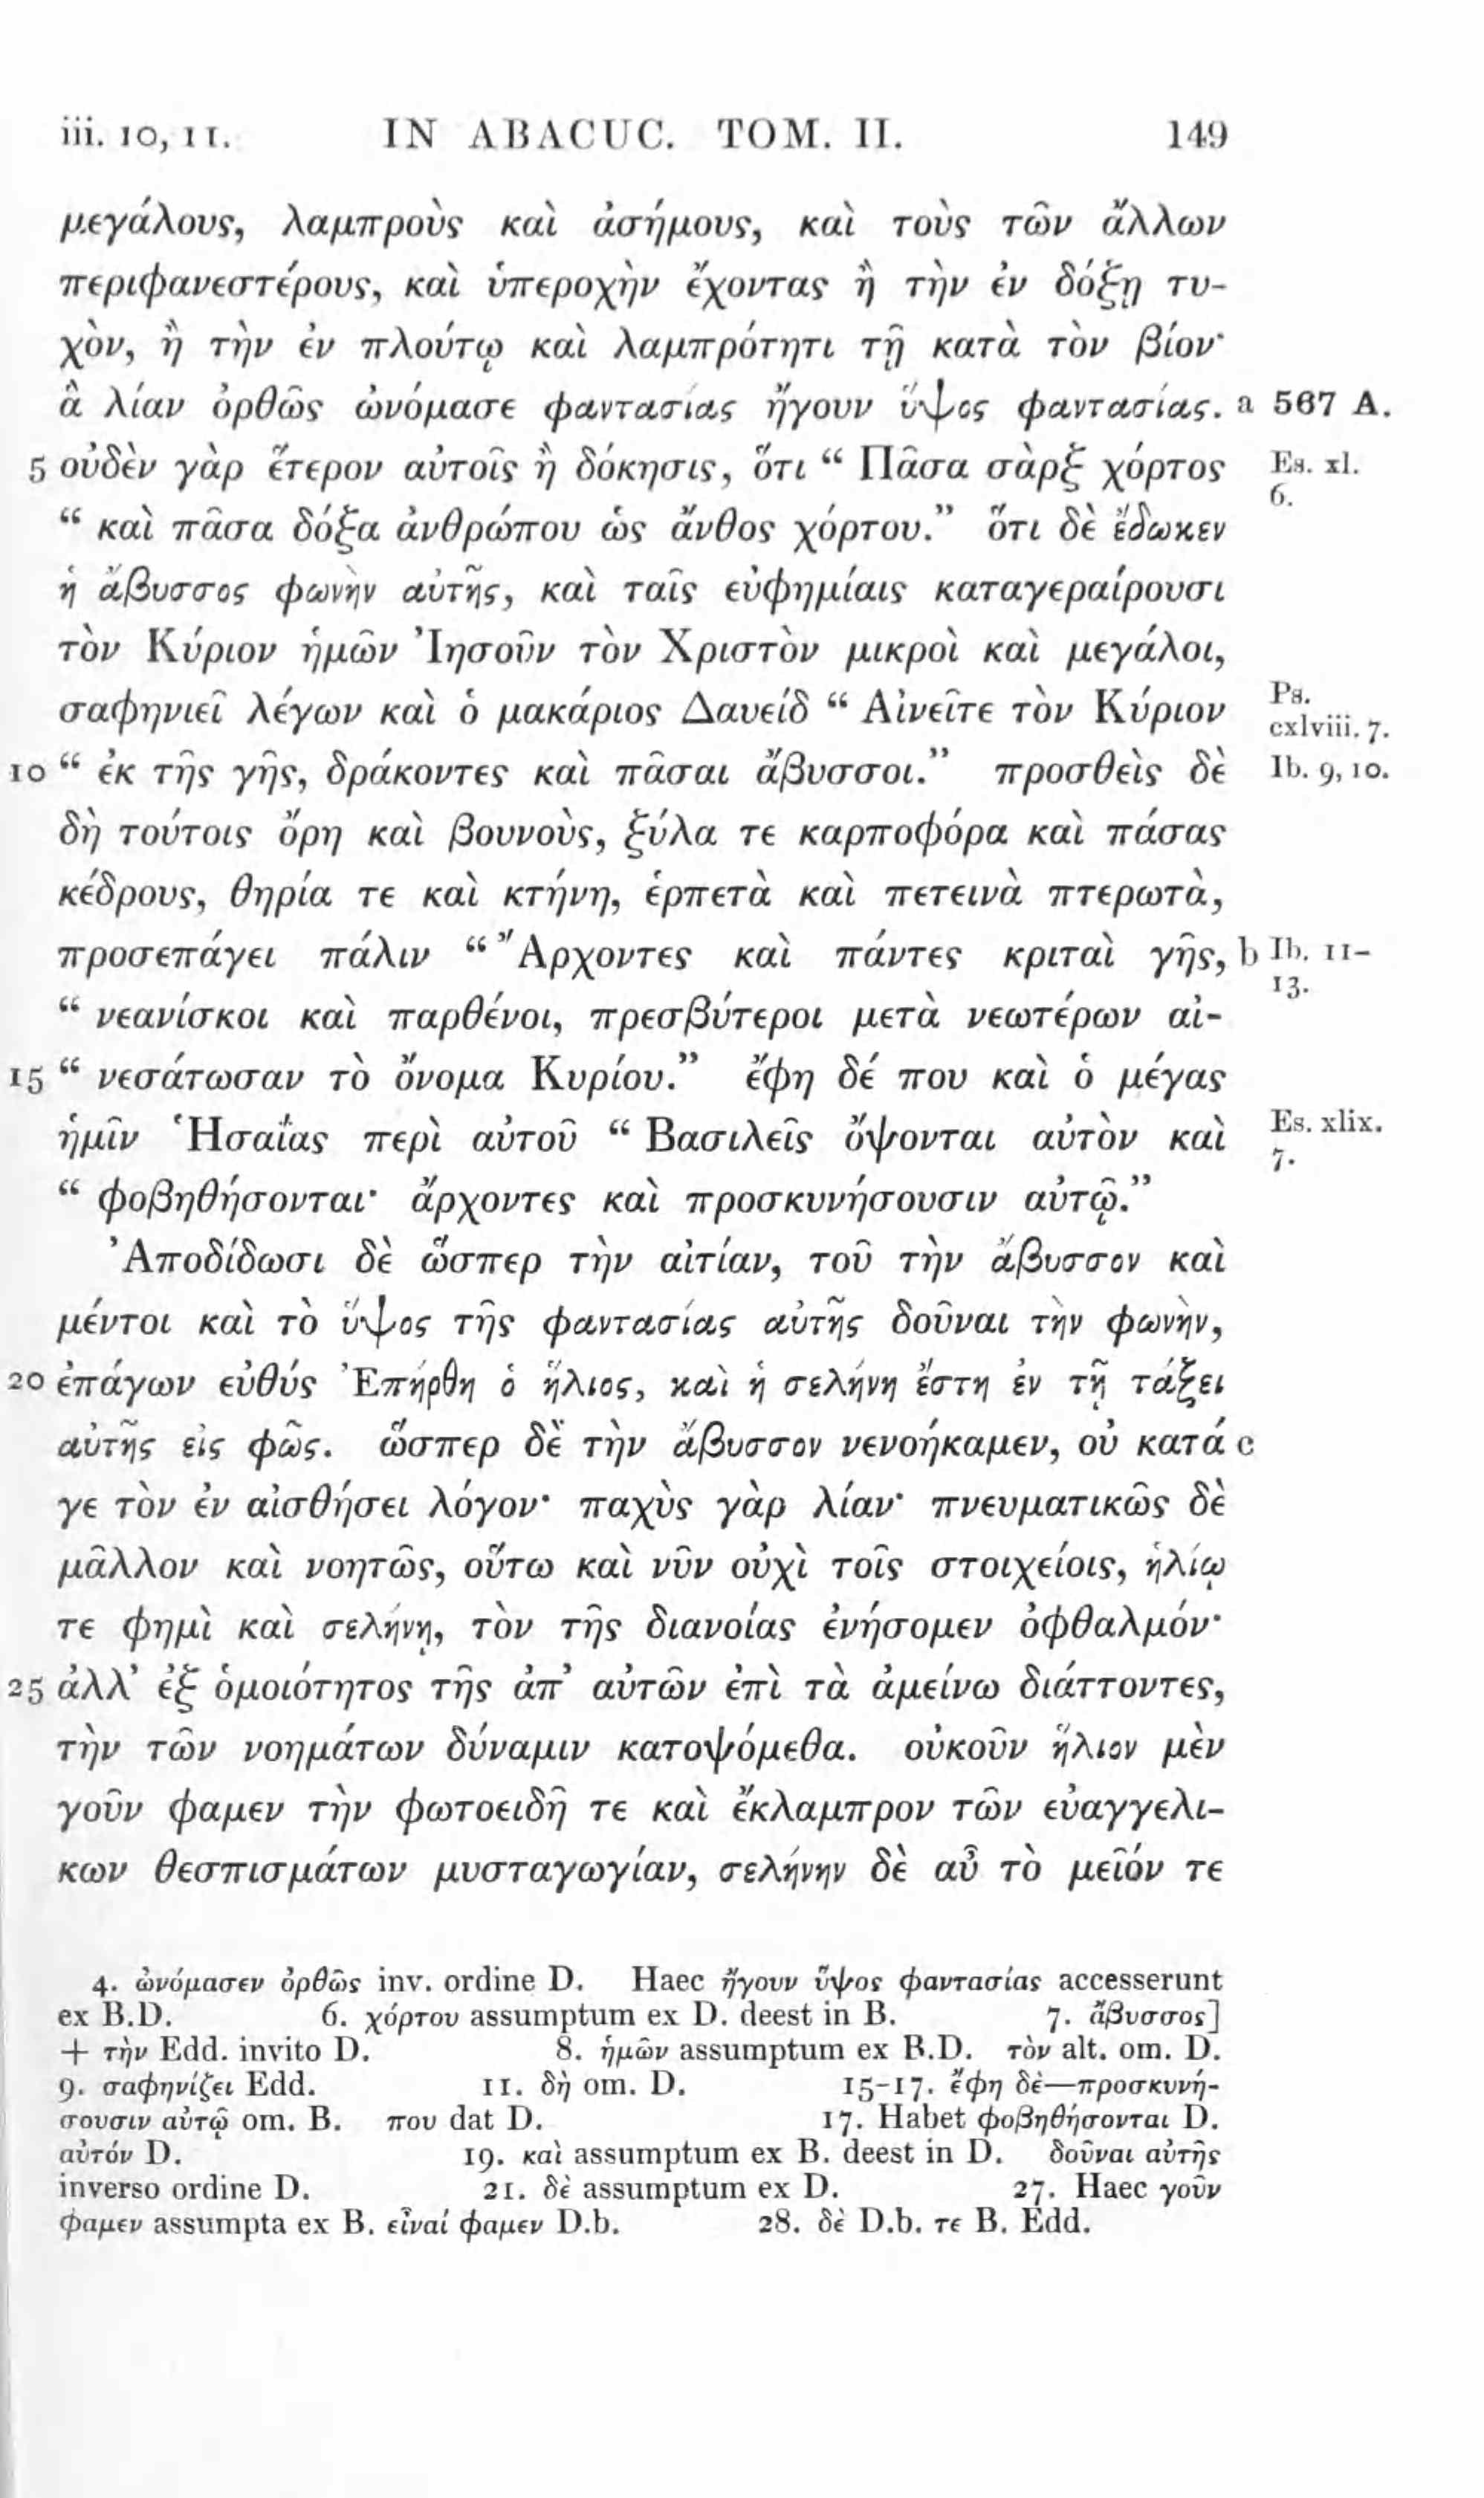 iii. 10, 11. IN ABACUC. TOM. II. 149
μεγάλους, λαμπροὺς καὶ ἀσήμους, καὶ τοὺς τῶν ἄλλων
περιφανεστέρους, καὶ ὑπεροχὴν ἔχοντας ἢ τὴν ἐν δόξῃ τυ-
χὸν, ἢ τὴν ἐν πλούτῳ καὶ λαμπρότητι τῇ κατὰ τὸν βίον·
ἃ λίαν ὀρθῶς ὠνόμασε φαντασίας ἤγουν ὕψος φαντασίας. a 567 A.
5 οὐδὲν γὰρ ἕτερον αὐτοῖς ἢ δόκησις, ὅτι “ Πᾶσα σὰρξ χόρτος Es. xl.
6.
“ καὶ πᾶσα δόξα ἀνθρώπου ὡς ἄνθος χόρτου.” ὅτι δὲ ἔδωκεν
ἡ ἄβυσσος φωνὴν αὐτῆς, καὶ ταῖς εὐφημίαις καταγεραίρουσι
τὸν Κύριον ἡμῶν Ἰησοῦν τὸν Χριστὸν μικροὶ καὶ μεγάλοι,
σαφηνιεῖ λέγων καὶ ὁ μακάριος Δαυείδ “ Αἰνεῖτε τὸν Κύριον Ps.
cxlviii. 7.
10 “ ἐκ τῆς γῆς, δράκοντες καὶ πᾶσαι ἄβυσσοι.” προσθεὶς δὲ Ib. 9, 10.
δὴ τούτοις ὄρη καὶ βουνοὺς, ξύλα τε καρποφόρα καὶ πάσας
κέδρους, θηρία τε καὶ κτήνη, ἑρπετὰ καὶ πετεινὰ πτερωτὰ,
προσεπάγει πάλιν “ Ἄρχοντες καὶ πάντες κριταὶ γῆς, b Ib. 11–
13.
“ νεανίσκοι καὶ παρθένοι, πρεσβύτεροι μετὰ νεωτέρων αἰ-
15 “ νεσάτωσαν τὸ ὄνομα Κυρίου.” ἔφη δέ που καὶ ὁ μέγας
ἡμῖν Ἡσαΐας περὶ αὐτοῦ “ Βασιλεῖς ὄψονται αὐτὸν καὶ Es. xlix.
7.
“ φοβηθήσονται· ἄρχοντες καὶ προσκυνήσουσιν αὐτῷ.”
Ἀποδίδωσι δὲ ὥσπερ τὴν αἰτίαν, τοῦ τὴν ἄβυσσον καὶ
μέντοι καὶ τὸ ὕψος τῆς φαντασίας αὐτῆς δοῦναι τὴν φωνὴν,
20 ἐπάγων εὐθύς Ἐπήρθη ὁ ἥλιος, καὶ ἡ σελήνη ἔστη ἐν τῇ τάξει
αὐτῆς εἰς φῶς. ὥσπερ δὲ τὴν ἄβυσσον νενοήκαμεν, οὐ κατά c
γε τὸν ἐν αἰσθήσει λόγον· παχὺς γὰρ λίαν· πνευματικῶς δὲ
μᾶλλον καὶ νοητῶς, οὕτω καὶ νῦν οὐχὶ τοῖς στοιχείοις, ἡλίῳ
τε φημὶ καὶ σελήνῃ, τὸν τῆς διανοίας ἐνήσομεν ὀφθαλμόν·
25 ἀλλ’ ἐξ ὁμοιότητος τῆς ἀπ’ αὐτῶν ἐπὶ τὰ ἀμείνω διάττοντες,
τὴν τῶν νοημάτων δύναμιν κατοψόμεθα. οὐκοῦν ἥλιον μὲν
γοῦν φαμεν τὴν φωτοειδῆ τε καὶ ἔκλαμπρον τῶν εὐαγγελι-
κων θεσπισμάτων μυσταγωγίαν, σελήνην δὲ αὖ τὸ μεῖόν τε
4. ὠνόμασεν ὀρθῶς inv. ordine D. Haec ἤγουν ὕψος φαντασίας accesserunt
ex B.D. 6. χόρτου assumptum ex D. deest in B. 7. ἄβυσσος]
+ τὴν Edd. invito D. 8. ἡμῶν assumptum ex B.D. τὸν alt. om. D.
9. σαφηνίζει Edd. 11. δὴ om. D. 15–17. ἔφη δὲ—προσκυνή-
σουσιν αὐτῷ om. B. που dat D. 17. Habet φοβηθήσονται D.
αὐτόν D. 19. καὶ assumptum ex B. deest in D. δοῦναι αὐτῆς
inverso ordine D. 21. δὲ assumptum ex D. 27. Haec γοῦν
φαμεν assumpta ex B. εἶναί φαμεν D.b. 28. δὲ D.b. τε B. Edd.